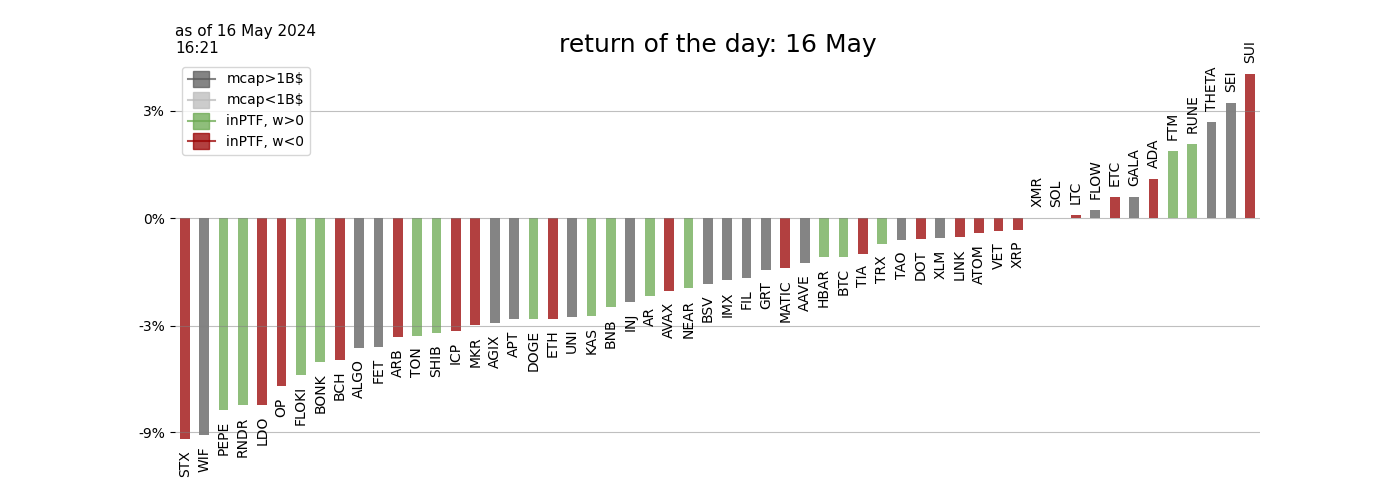 as of 16 May 2024
16:21
return of the day: 16 May
mcap>1B$
mcap<1B$
inPTF, w>0
inPTF, w<0
3%
0%
-3%
-9%
STX
WIF
PEPE
RNDR
LDO
OP
FLOKI
BONK
BCH
ALGO
FET
ARB
TON
SHIB
ICP
MKR
AGIX
APT
DOGE
ETH
UNI
KAS
BNB
INJ
AR
AVAX
NEAR
BSV
IMX
FIL
GRT
MATIC
AAVE
HBAR
BTC
TIA
TRX
TAO
DOT
XLM
LINK
ATOM
VET
XRP
XMR
SOL
LTC
FLOW
ETC
GALA
ADA
FTM
RUNE
THETA
SEI
SUI